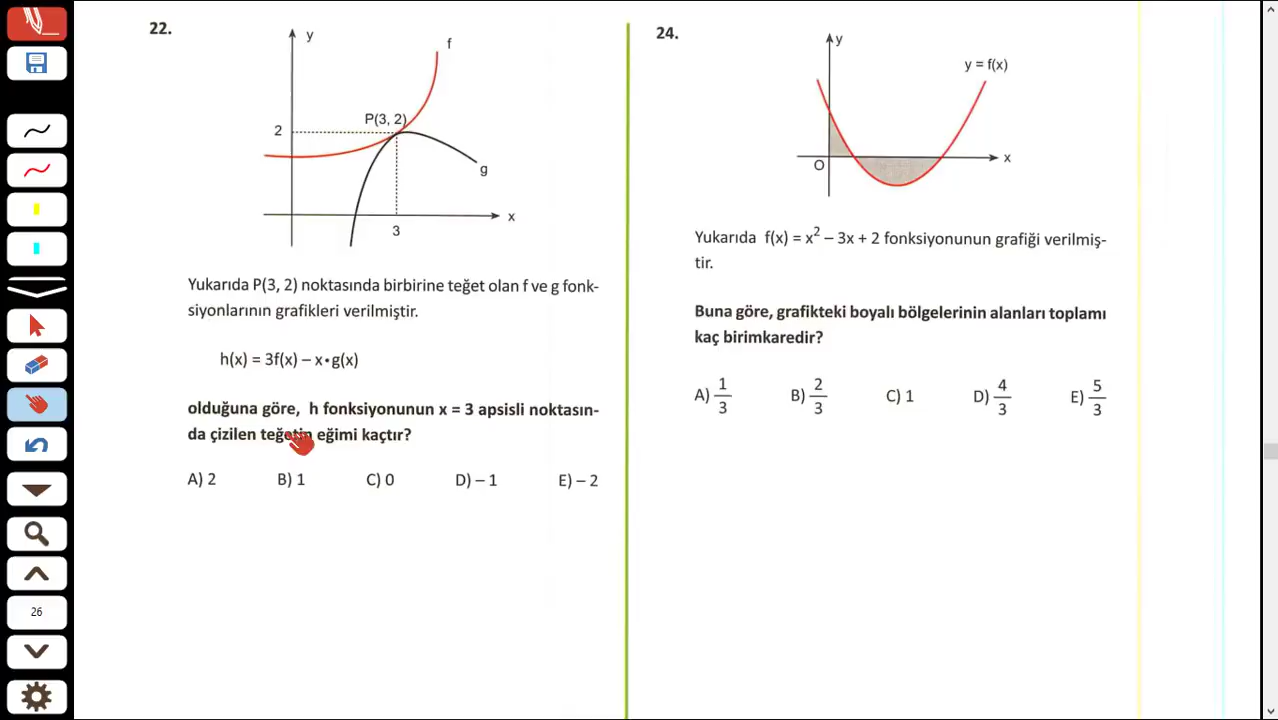 22.
y
f
P(3, 2)
2
g
x
3
Yukarıda P(3, 2) noktasında birbirine teğet olan f ve g fonk-
siyonlarının grafikleri verilmiştir.
h(x) = 3f(x) – x•g(x)
olduğuna göre, h fonksiyonunun x = 3 apsisli noktasın-
da çizilen teğetin eğimi kaçtır?
A) 2 B) 1 C) 0 D) – 1 E) – 2
24.
y
y = f(x)
O
x
Yukarıda f(x) = x² – 3x + 2 fonksiyonunun grafiği verilmiş-
tir.
Buna göre, grafikteki boyalı bölgelerinin alanları toplamı
kaç birimkaredir?
A) 1/3 B) 2/3 C) 1 D) 4/3 E) 5/3
26